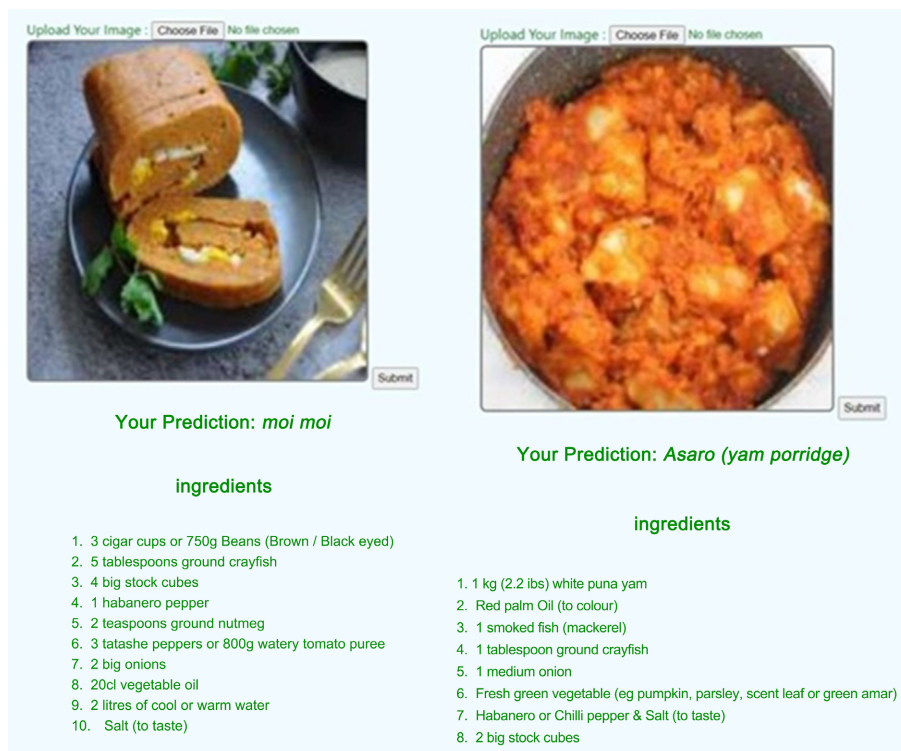 Upload Your Image : Choose File No file chosen
Submit
Your Prediction: moi moi
ingredients
1. 3 cigar cups or 750g Beans (Brown / Black eyed)
2. 5 tablespoons ground crayfish
3. 4 big stock cubes
4. 1 habanero pepper
5. 2 teaspoons ground nutmeg
6. 3 tatashe peppers or 800g watery tomato puree
7. 2 big onions
8. 20cl vegetable oil
9. 2 litres of cool or warm water
10. Salt (to taste)
Upload Your Image : Choose File No file chosen
Submit
Your Prediction: Asaro (yam porridge)
ingredients
1. 1 kg (2.2 ibs) white puna yam
2. Red palm Oil (to colour)
3. 1 smoked fish (mackerel)
4. 1 tablespoon ground crayfish
5. 1 medium onion
6. Fresh green vegetable (eg pumpkin, parsley, scent leaf or green amar)
7. Habanero or Chilli pepper & Salt (to taste)
8. 2 big stock cubes